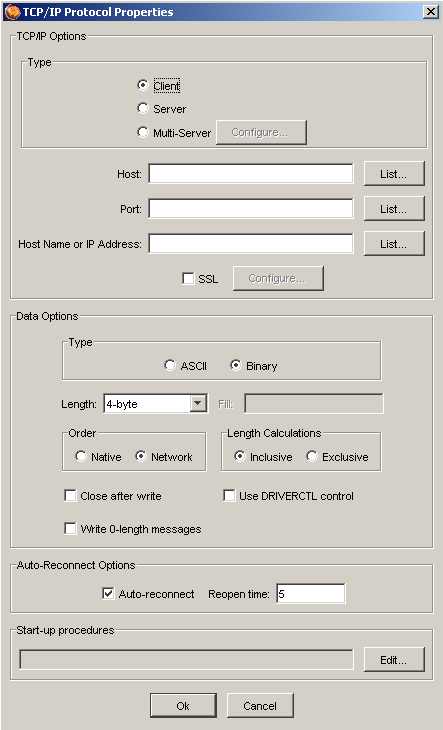 TCP/IP Protocol Properties
TCP/IP Options
Type
Client
Server
Multi-Server Configure...
Host: List...
Port: List...
Host Name or IP Address: List...
SSL Configure...
Data Options
Type
ASCII Binary
Length: 4-byte Fill:
Order Length Calculations
Native Network Inclusive Exclusive
Close after write Use DRIVERCTL control
Write 0-length messages
Auto-Reconnect Options
Auto-reconnect Reopen time: 5
Start-up procedures
Edit...
Ok Cancel